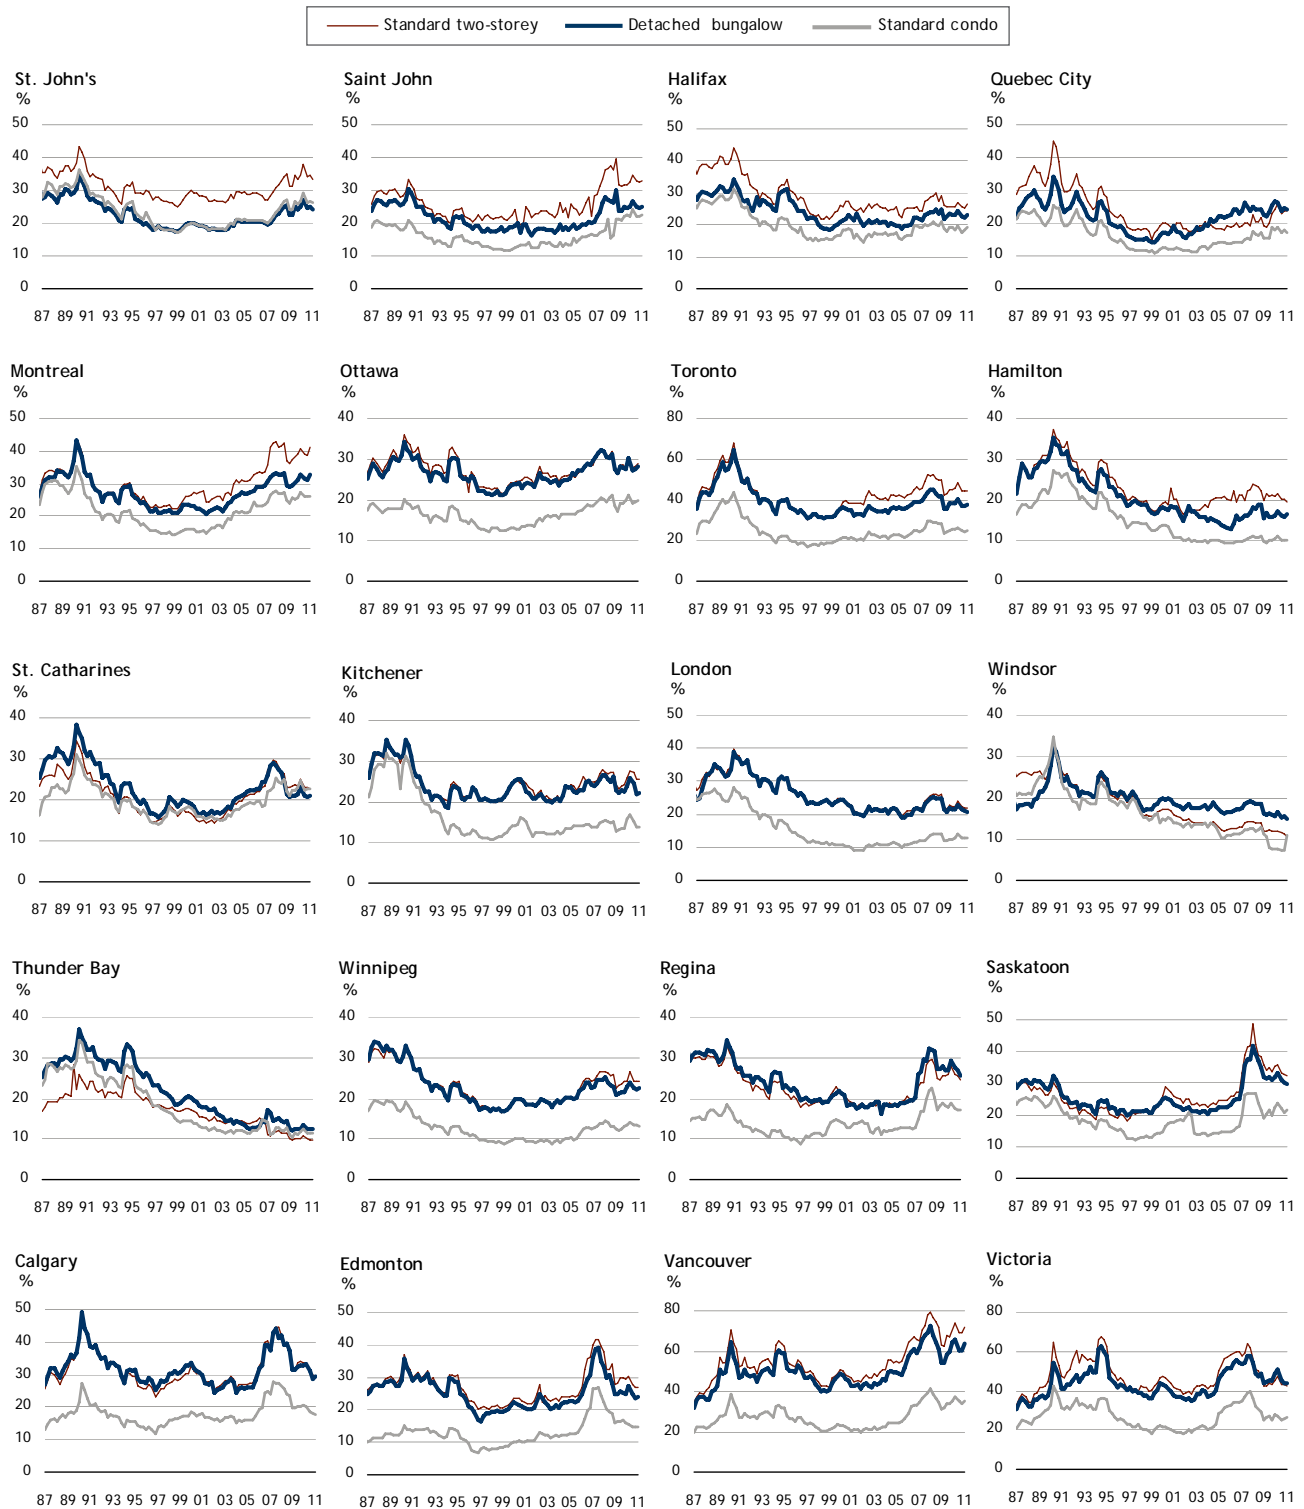 Standard two-storey Detached bungalow Standard condo
St. John's Saint John Halifax Quebec City
% % % %
50 50 50 50
40 40 40 40
30 30 30 30
20 20 20 20
10 10 10 10
0 0 0 0
87 89 91 93 95 97 99 01 03 05 07 09 11 87 89 91 93 95 97 99 01 03 05 07 09 11 87 89 91 93 95 97 99 01 03 05 07 09 11 87 89 91 93 95 97 99 01 03 05 07 09 11
Montreal Ottawa Toronto Hamilton
% % % %
50 40 80 40
40 30 60 30
30 20 40 20
20 10 20 10
10 0 0 0
0
87 89 91 93 95 97 99 01 03 05 07 09 11 87 89 91 93 95 97 99 01 03 05 07 09 11 87 89 91 93 95 97 99 01 03 05 07 09 11 87 89 91 93 95 97 99 01 03 05 07 09 11
St. Catharines Kitchener London Windsor
% % % %
40 40 50 40
30 30 40 30
20 20 30 20
10 10 20 10
0 0 10 0
0
87 89 91 93 95 97 99 01 03 05 07 09 11 87 89 91 93 95 97 99 01 03 05 07 09 11 87 89 91 93 95 97 99 01 03 05 07 09 11 87 89 91 93 95 97 99 01 03 05 07 09 11
Thunder Bay Winnipeg Regina Saskatoon
% % % %
40 40 40 50
30 30 30 40
20 20 20 30
10 10 10 20
0 0 0 10
0
87 89 91 93 95 97 99 01 03 05 07 09 11 87 89 91 93 95 97 99 01 03 05 07 09 11 87 89 91 93 95 97 99 01 03 05 07 09 11 87 89 91 93 95 97 99 01 03 05 07 09 11
Calgary Edmonton Vancouver Victoria
% % % %
50 50 80 80
40 40 60 60
30 30 40 40
20 20 20 20
10 10 0 0
0 0
87 89 91 93 95 97 99 01 03 05 07 09 11 87 89 91 93 95 97 99 01 03 05 07 09 11 87 89 91 93 95 97 99 01 03 05 07 09 11 87 89 91 93 95 97 99 01 03 05 07 09 11